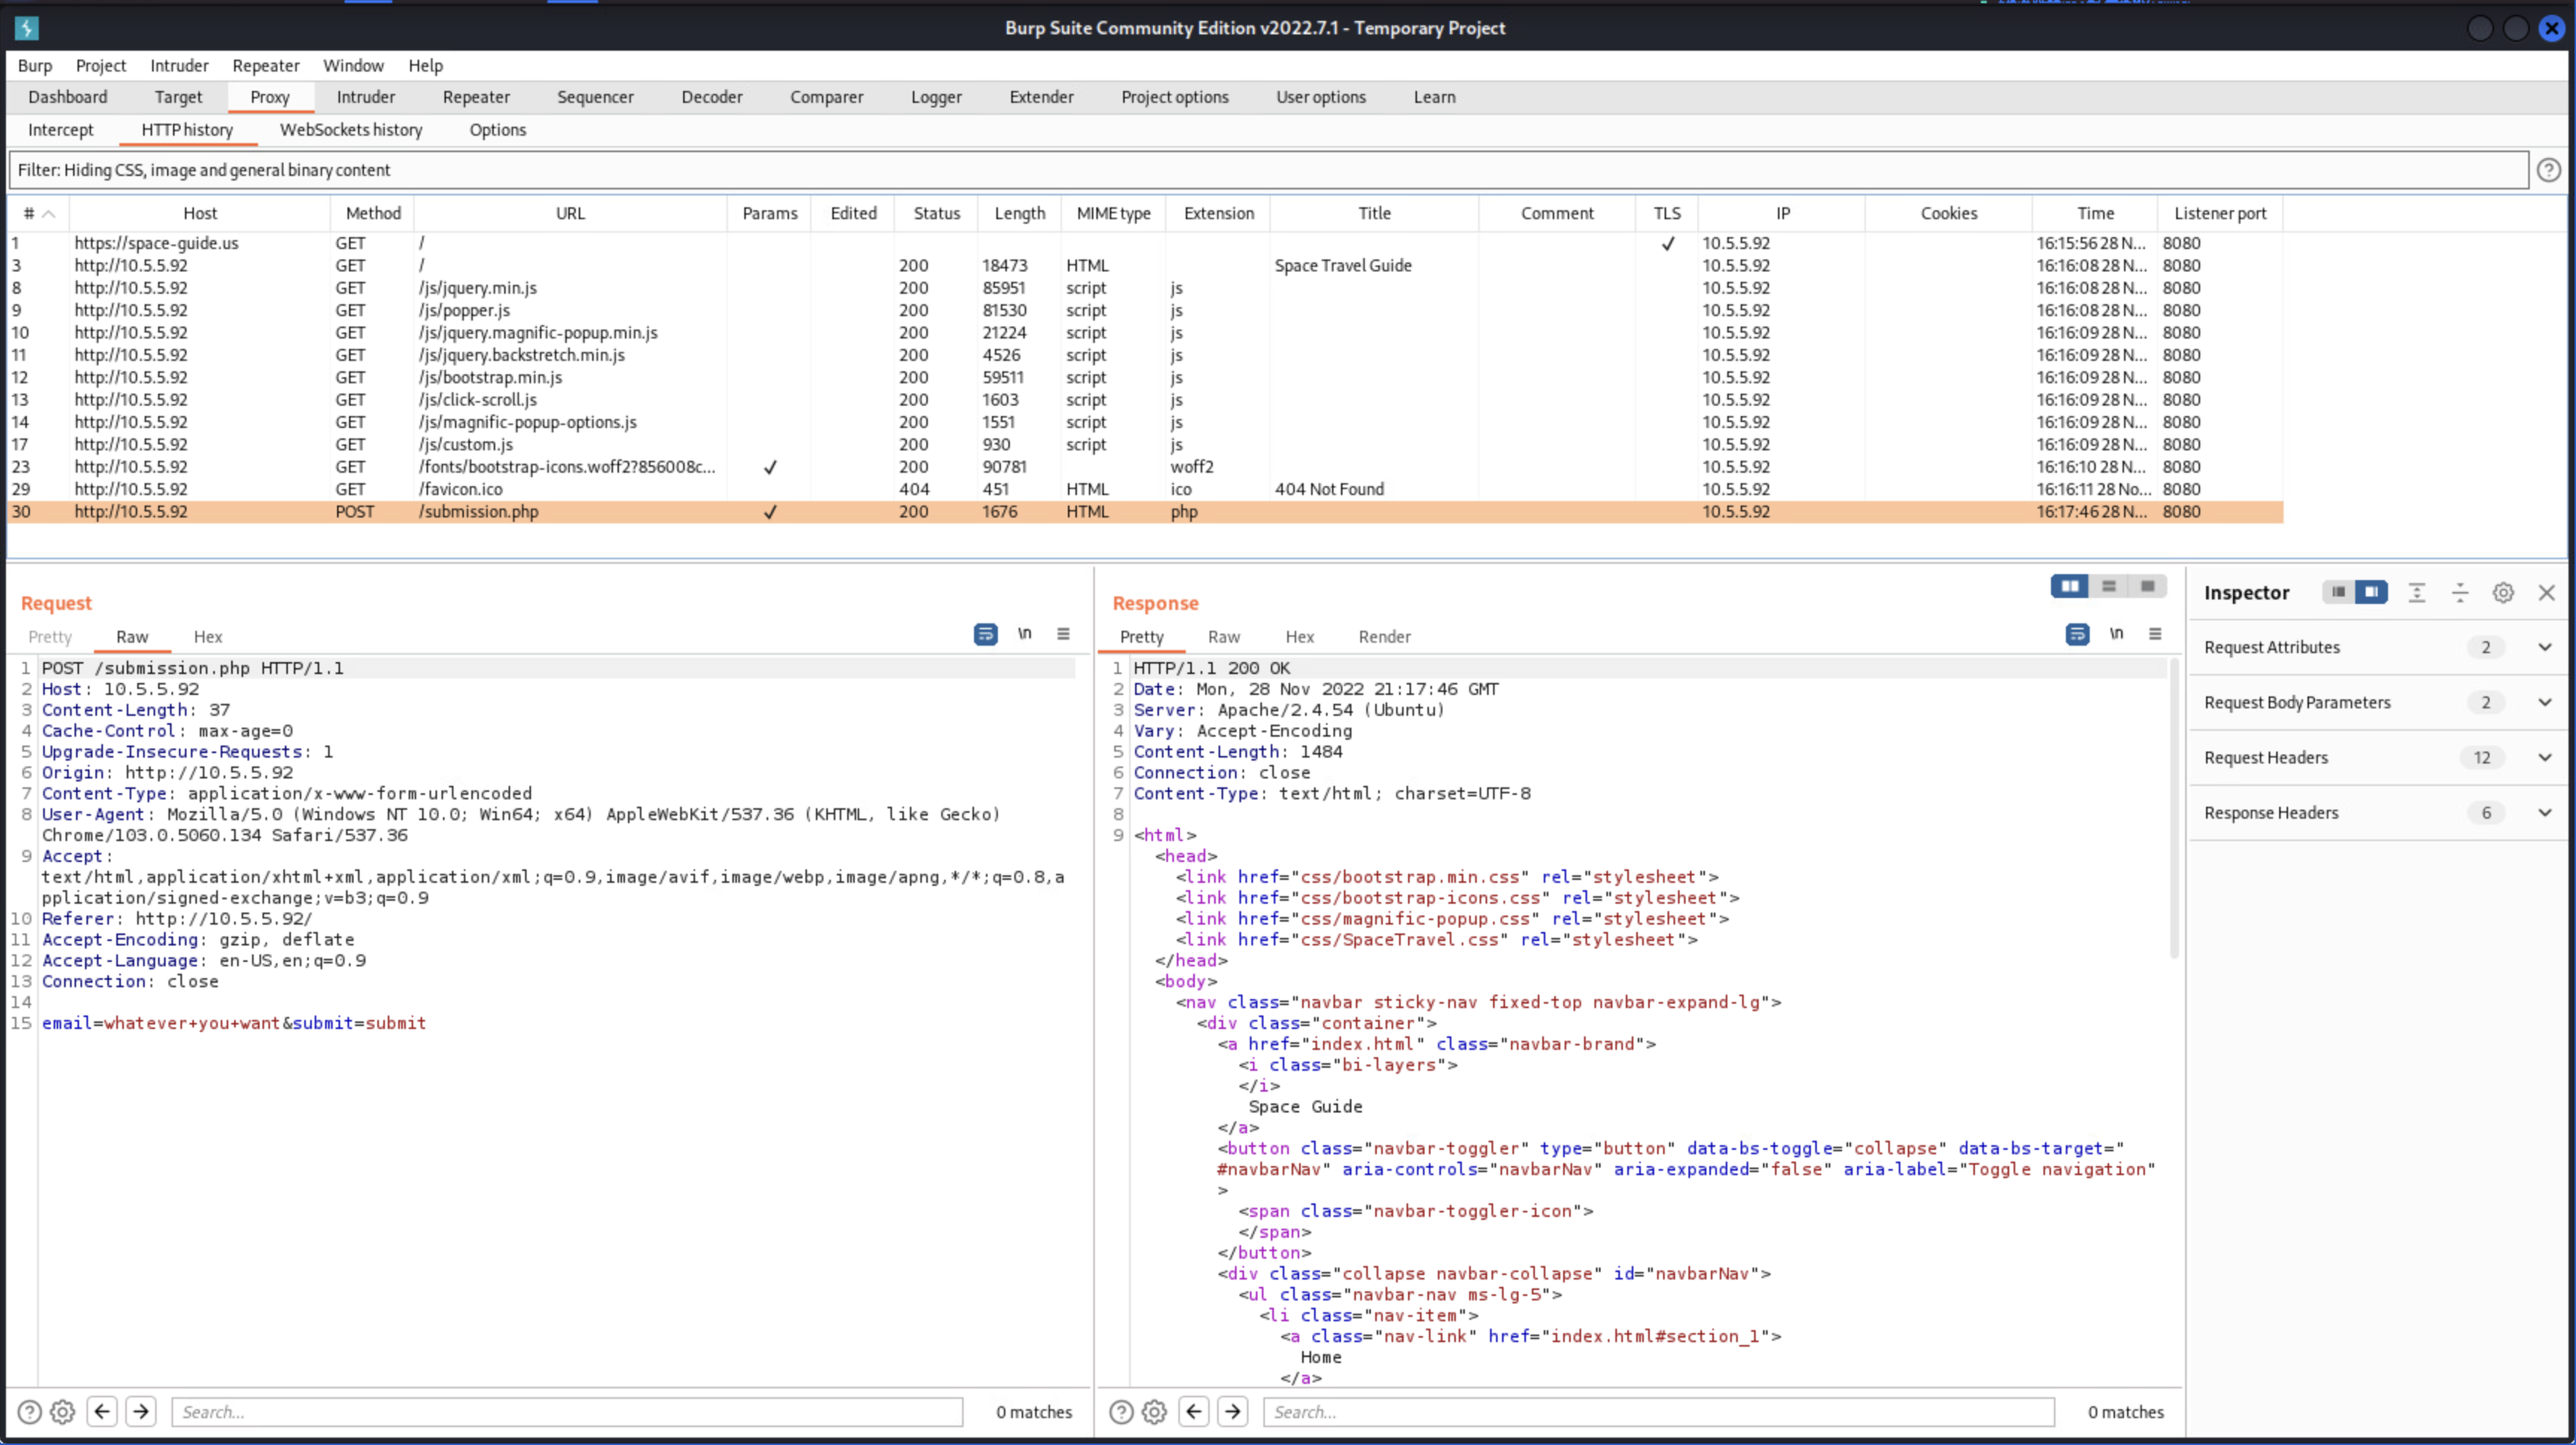 Burp Suite Community Edition v2022.7.1 - Temporary Project
Burp Project Intruder Repeater Window Help
Dashboard Target Proxy Intruder Repeater Sequencer Decoder Comparer Logger Extender Project options User options Learn
Intercept HTTP history WebSockets history Options
Filter: Hiding CSS, image and general binary content
# Host Method URL Params Edited Status Length MIME type Extension Title Comment TLS IP Cookies Time Listener port
1 https://space-guide.us GET / ✓ 10.5.5.92 16:15:56 28 N... 8080
3 http://10.5.5.92 GET / 200 18473 HTML Space Travel Guide 10.5.5.92 16:16:08 28 N... 8080
8 http://10.5.5.92 GET /js/jquery.min.js 200 85951 script js 10.5.5.92 16:16:08 28 N... 8080
9 http://10.5.5.92 GET /js/popper.js 200 81530 script js 10.5.5.92 16:16:08 28 N... 8080
10 http://10.5.5.92 GET /js/jquery.magnific-popup.min.js 200 21224 script js 10.5.5.92 16:16:09 28 N... 8080
11 http://10.5.5.92 GET /js/jquery.backstretch.min.js 200 4526 script js 10.5.5.92 16:16:09 28 N... 8080
12 http://10.5.5.92 GET /js/bootstrap.min.js 200 59511 script js 10.5.5.92 16:16:09 28 N... 8080
13 http://10.5.5.92 GET /js/click-scroll.js 200 1603 script js 10.5.5.92 16:16:09 28 N... 8080
14 http://10.5.5.92 GET /js/magnific-popup-options.js 200 1551 script js 10.5.5.92 16:16:09 28 N... 8080
17 http://10.5.5.92 GET /js/custom.js 200 930 script js 10.5.5.92 16:16:09 28 N... 8080
23 http://10.5.5.92 GET /fonts/bootstrap-icons.woff2?856008c... ✓ 200 90781 woff2 10.5.5.92 16:16:10 28 N... 8080
29 http://10.5.5.92 GET /favicon.ico 404 451 HTML ico 404 Not Found 10.5.5.92 16:16:11 28 No... 8080
30 http://10.5.5.92 POST /submission.php ✓ 200 1676 HTML php 10.5.5.92 16:17:46 28 N... 8080
Request
Pretty Raw Hex \n
1 POST /submission.php HTTP/1.1
2 Host: 10.5.5.92
3 Content-Length: 37
4 Cache-Control: max-age=0
5 Upgrade-Insecure-Requests: 1
6 Origin: http://10.5.5.92
7 Content-Type: application/x-www-form-urlencoded
8 User-Agent: Mozilla/5.0 (Windows NT 10.0; Win64; x64) AppleWebKit/537.36 (KHTML, like Gecko)
Chrome/103.0.5060.134 Safari/537.36
9 Accept:
text/html,application/xhtml+xml,application/xml;q=0.9,image/avif,image/webp,image/apng,*/*;q=0.8,a
pplication/signed-exchange;v=b3;q=0.9
10 Referer: http://10.5.5.92/
11 Accept-Encoding: gzip, deflate
12 Accept-Language: en-US,en;q=0.9
13 Connection: close
14
15 email=whatever+you+want&submit=submit
Search... 0 matches
Response
Pretty Raw Hex Render \n
1 HTTP/1.1 200 OK
2 Date: Mon, 28 Nov 2022 21:17:46 GMT
3 Server: Apache/2.4.54 (Ubuntu)
4 Vary: Accept-Encoding
5 Content-Length: 1484
6 Connection: close
7 Content-Type: text/html; charset=UTF-8
8
9 <html>
<head>
<link href="css/bootstrap.min.css" rel="stylesheet">
<link href="css/bootstrap-icons.css" rel="stylesheet">
<link href="css/magnific-popup.css" rel="stylesheet">
<link href="css/SpaceTravel.css" rel="stylesheet">
</head>
<body>
<nav class="navbar sticky-nav fixed-top navbar-expand-lg">
<div class="container">
<a href="index.html" class="navbar-brand">
<i class="bi-layers">
</i>
Space Guide
</a>
<button class="navbar-toggler" type="button" data-bs-toggle="collapse" data-bs-target="
#navbarNav" aria-controls="navbarNav" aria-expanded="false" aria-label="Toggle navigation"
>
<span class="navbar-toggler-icon">
</span>
</button>
<div class="collapse navbar-collapse" id="navbarNav">
<ul class="navbar-nav ms-lg-5">
<li class="nav-item">
<a class="nav-link" href="index.html#section_1">
Home
</a>
Search... 0 matches
Inspector
Request Attributes 2
Request Body Parameters 2
Request Headers 12
Response Headers 6